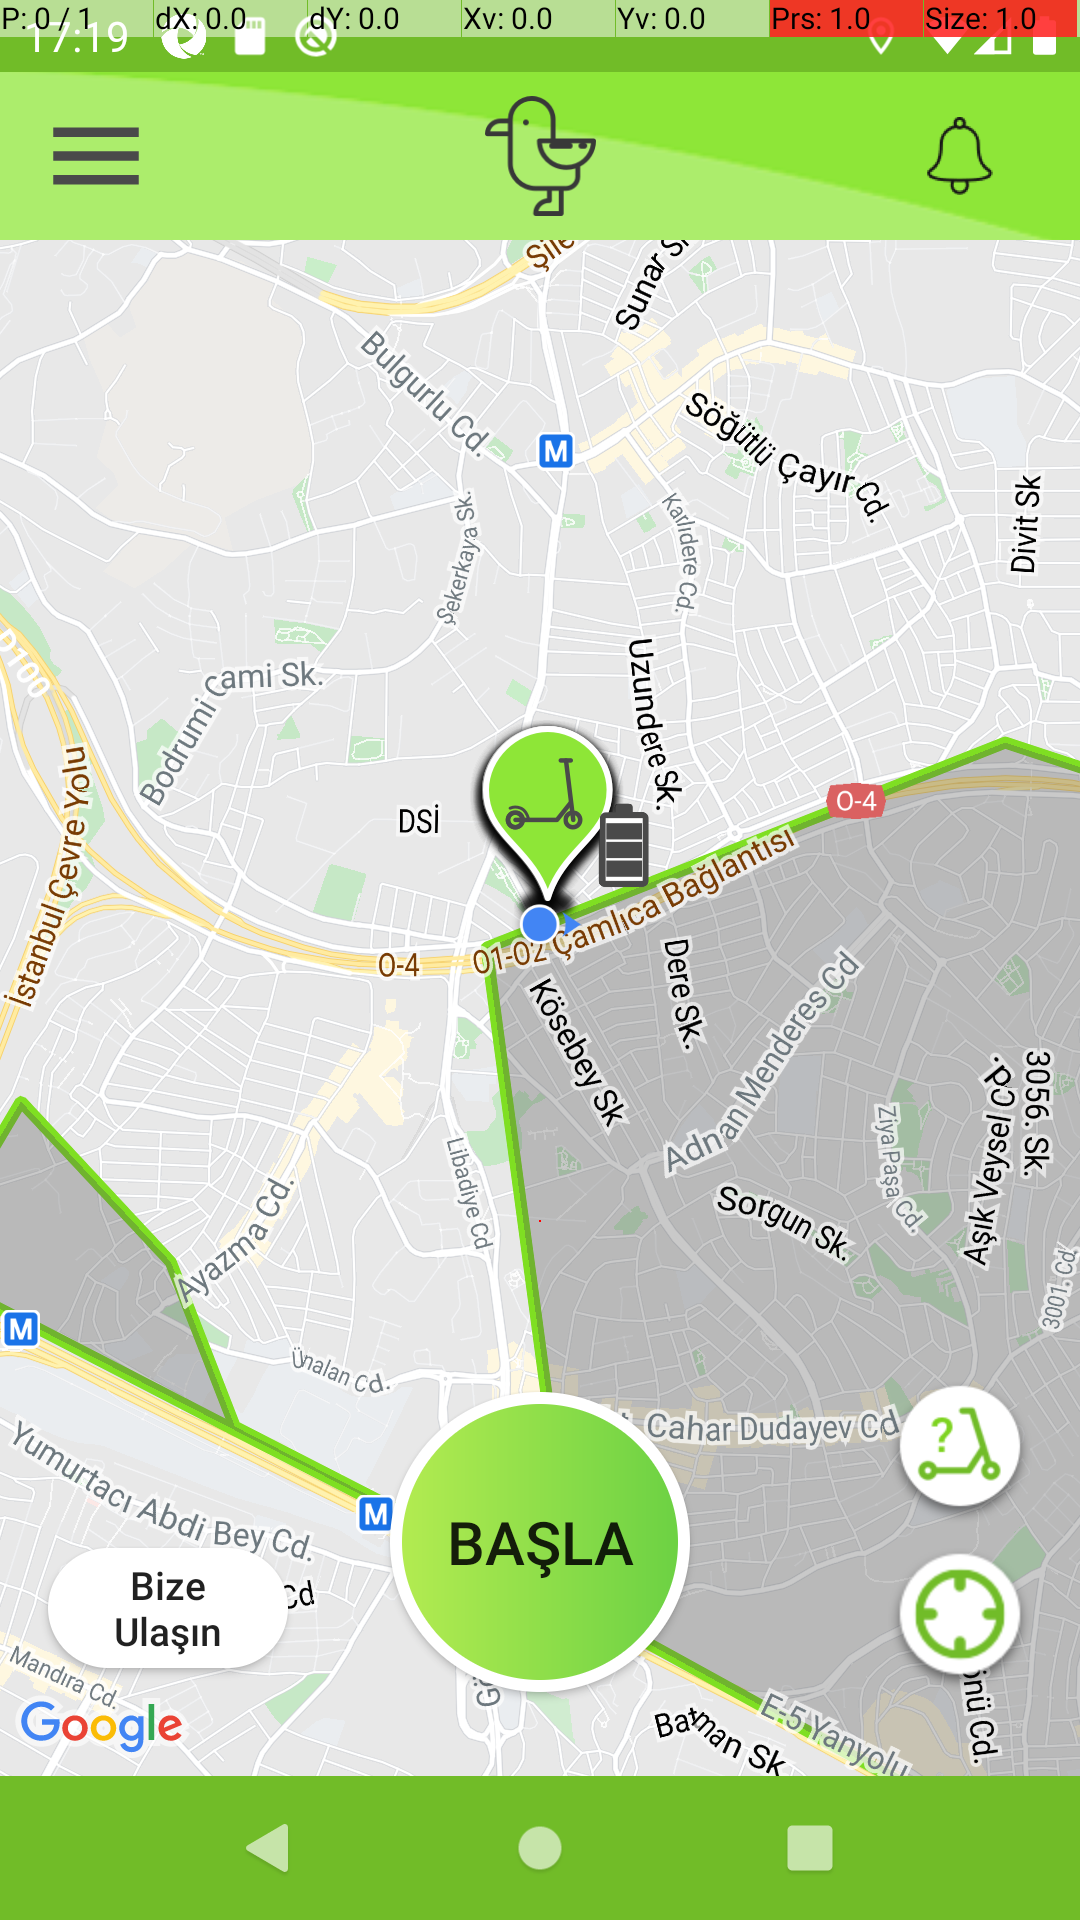 P: 0 / 1 dX: 0.0 dY: 0.0 Xv: 0.0 Yv: 0.0 Prs: 1.0 Size: 1.0
17:19
Şile
Sunar Sk
Bulgurlu Cd.
M
Söğütlü Çayır Cd.
Divit Sk
Karlıdere Cd.
Şekerkaya Sk.
D100
Bodrumi Cami Sk.
Uzundere Sk.
İstanbul Çevre Yolu
DSİ
O-4
01-02 Çamlıca Bağlantısı
O-4
Kösebey Sk
Dere Sk.
Adnan Menderes Cd
3056. Sk.
Aşık Veysel Cd.
Ziya Paşa Cd.
Libadiye Cd
Ayazma Cd.
Sorgun Sk.
3001. Cd
M
Ünalan Cd.
Cahar Dudayev Cd
?
Yumurtacı Abdi Bey Cd.
M
BAŞLA
Bize
Ulaşın
Cd
Mandıra Cd.
Google
Batman Sk
E-5 Yanyolu
önü Cd.